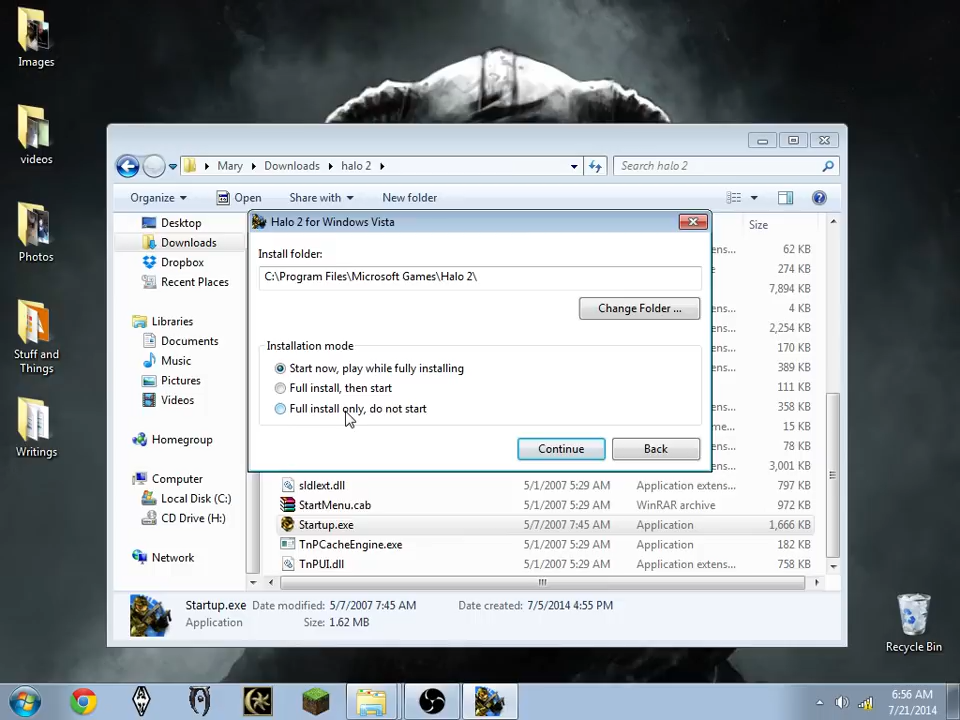 Images
videos
Photos
Stuff and
Things
Writings
Mary
Downloads
halo 2
Search halo 2
Organize
Open
Share with
New folder
Desktop
Downloads
Dropbox
Recent Places
Libraries
Documents
Music
Pictures
Videos
Homegroup
Computer
Local Disk (C:)
CD Drive (H:)
Network
Size
ens... 62 KB
274 KB
7,894 KB
ens... 4 KB
ens... 2,254 KB
ens... 170 KB
ens... 389 KB
111 KB
ens... 358 KB
me... 15 KB
ens... 78 KB
ens... 3,001 KB
Halo 2 for Windows Vista
Install folder:
C:\Program Files\Microsoft Games\Halo 2\
Change Folder ...
Installation mode
Start now, play while fully installing
Full install, then start
Full install only, do not start
Continue
Back
sldlext.dll 5/1/2007 5:29 AM Application extens... 797 KB
StartMenu.cab 5/1/2007 5:29 AM WinRAR archive 972 KB
Startup.exe 5/7/2007 7:45 AM Application 1,666 KB
TnPCacheEngine.exe 5/1/2007 5:29 AM Application 182 KB
TnPUI.dll 5/1/2007 5:29 AM Application extens... 758 KB
Startup.exe Date modified: 5/7/2007 7:45 AM Date created: 7/5/2014 4:55 PM
Application Size: 1.62 MB
Recycle Bin
6:56 AM
7/21/2014